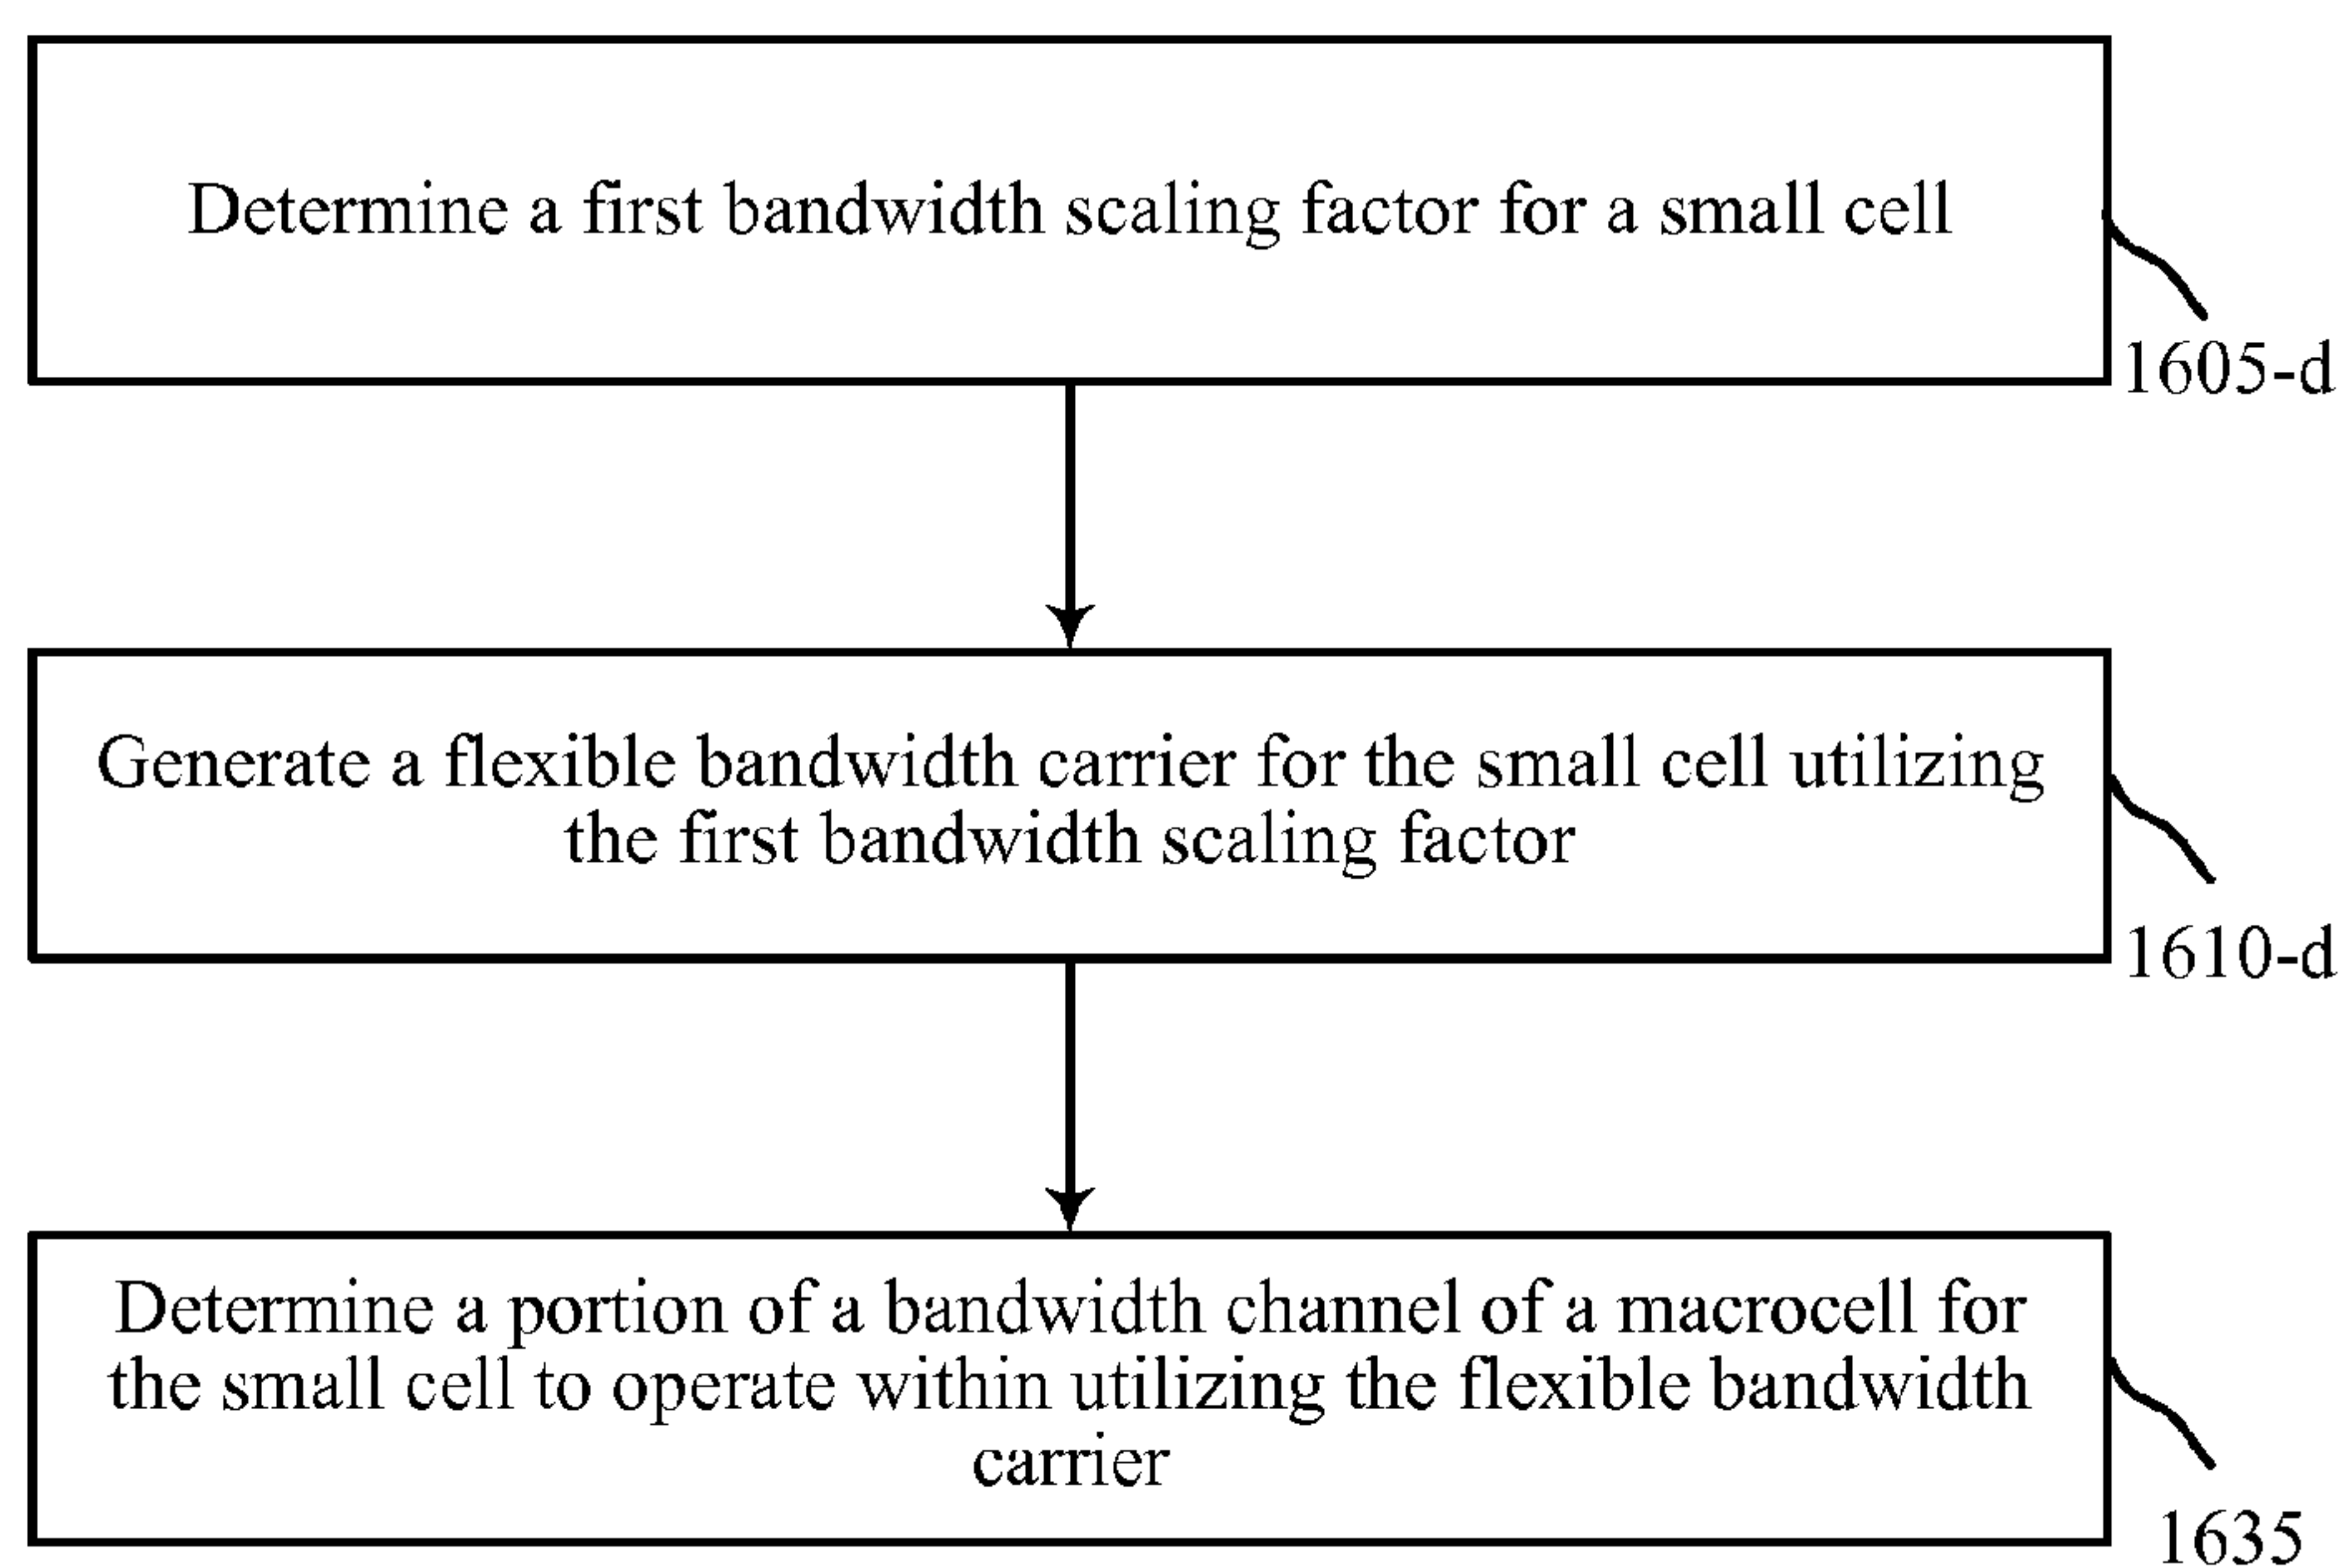 Determine a first bandwidth scaling factor for a small cell
1605-d
Generate a flexible bandwidth carrier for the small cell utilizing
the first bandwidth scaling factor
1610-d
Determine a portion of a bandwidth channel of a macrocell for
the small cell to operate within utilizing the flexible bandwidth
carrier
1635